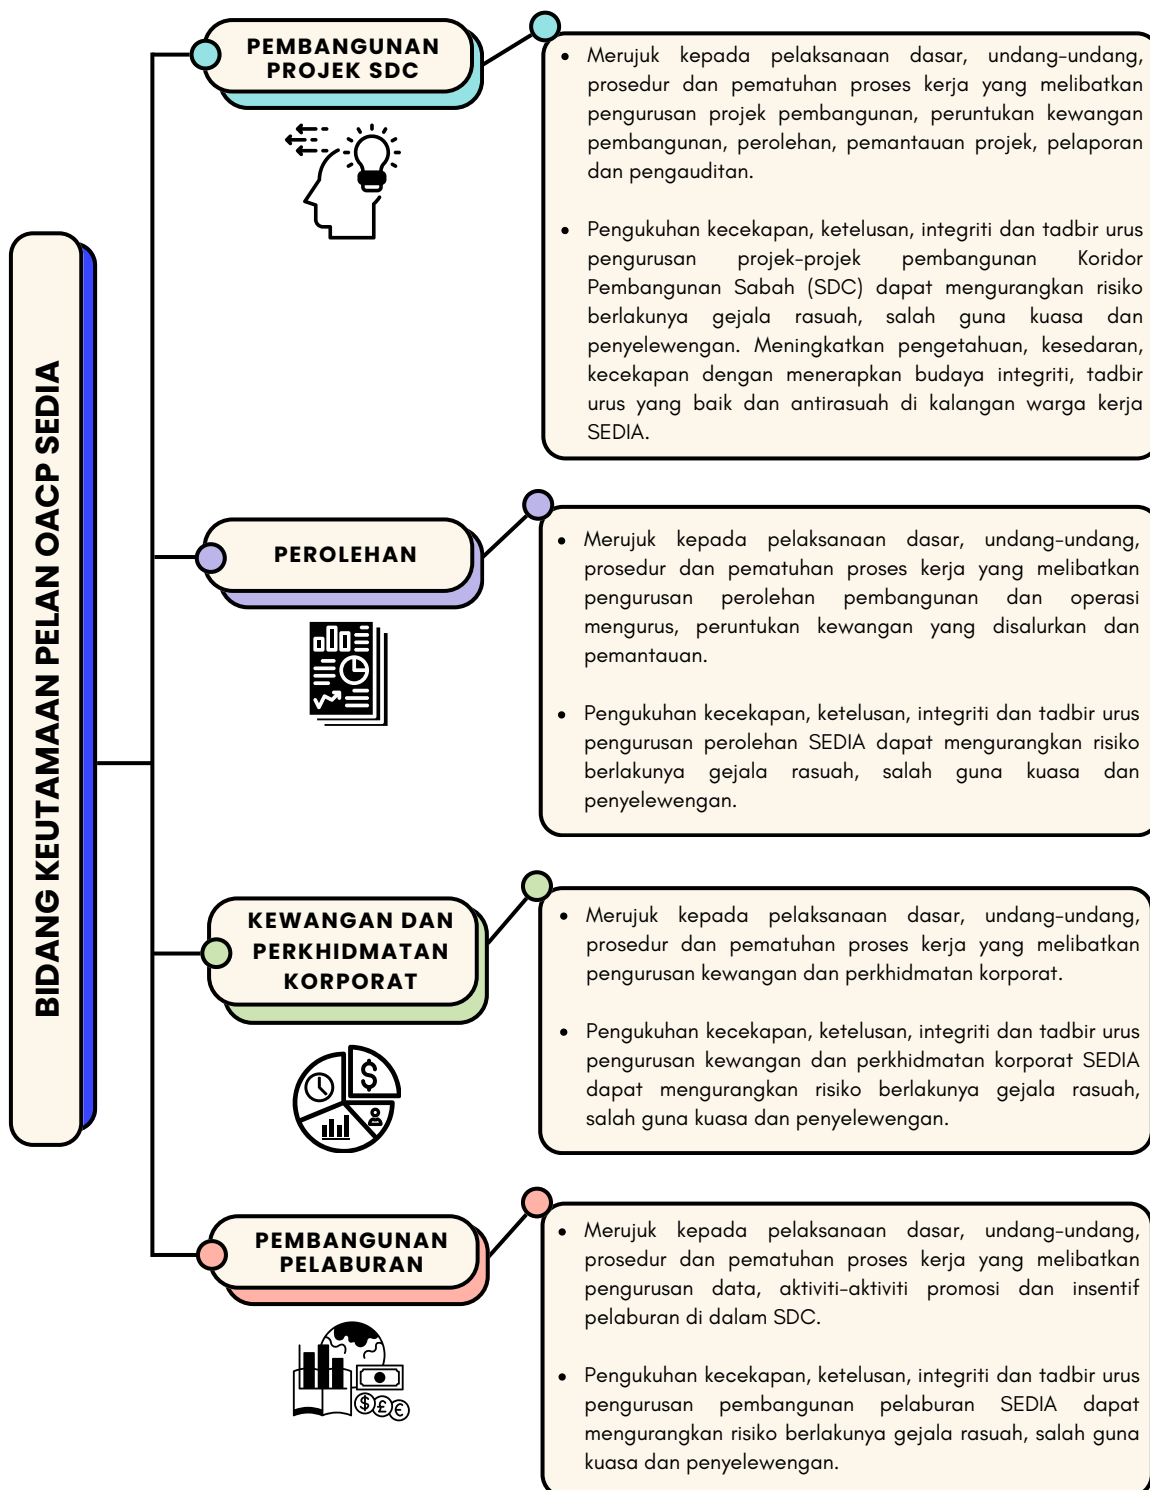 BIDANG KEUTAMAAN PELAN OACP SEDIA
PEMBANGUNAN
PROJEK SDC
• Merujuk kepada pelaksanaan dasar, undang-undang,
prosedur dan pematuhan proses kerja yang melibatkan
pengurusan projek pembangunan, peruntukan kewangan
pembangunan, perolehan, pemantauan projek, pelaporan
dan pengauditan.
• Pengukuhan kecekapan, ketelusan, integriti dan tadbir urus
pengurusan projek-projek pembangunan Koridor
Pembangunan Sabah (SDC) dapat mengurangkan risiko
berlakunya gejala rasuah, salah guna kuasa dan
penyelewengan. Meningkatkan pengetahuan, kesedaran,
kecekapan dengan menerapkan budaya integriti, tadbir
urus yang baik dan antirasuah di kalangan warga kerja
SEDIA.
PEROLEHAN
• Merujuk kepada pelaksanaan dasar, undang-undang,
prosedur dan pematuhan proses kerja yang melibatkan
pengurusan perolehan pembangunan dan operasi
mengurus, peruntukan kewangan yang disalurkan dan
pemantauan.
• Pengukuhan kecekapan, ketelusan, integriti dan tadbir urus
pengurusan perolehan SEDIA dapat mengurangkan risiko
berlakunya gejala rasuah, salah guna kuasa dan
penyelewengan.
KEWANGAN DAN
PERKHIDMATAN
KORPORAT
• Merujuk kepada pelaksanaan dasar, undang-undang,
prosedur dan pematuhan proses kerja yang melibatkan
pengurusan kewangan dan perkhidmatan korporat.
• Pengukuhan kecekapan, ketelusan, integriti dan tadbir urus
pengurusan kewangan dan perkhidmatan korporat SEDIA
dapat mengurangkan risiko berlakunya gejala rasuah,
salah guna kuasa dan penyelewengan.
$
PEMBANGUNAN
PELABURAN
• Merujuk kepada pelaksanaan dasar, undang-undang,
prosedur dan pematuhan proses kerja yang melibatkan
pengurusan data, aktiviti-aktiviti promosi dan insentif
pelaburan di dalam SDC.
• Pengukuhan kecekapan, ketelusan, integriti dan tadbir urus
pengurusan pembangunan pelaburan SEDIA dapat
mengurangkan risiko berlakunya gejala rasuah, salah guna
kuasa dan penyelewengan.
$ £ €